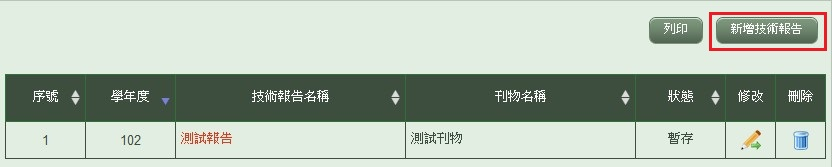 列印 新增技術報告
序號 學年度 技術報告名稱 刊物名稱 狀態 修改 刪除
1 102 測試報告 測試刊物 暫存